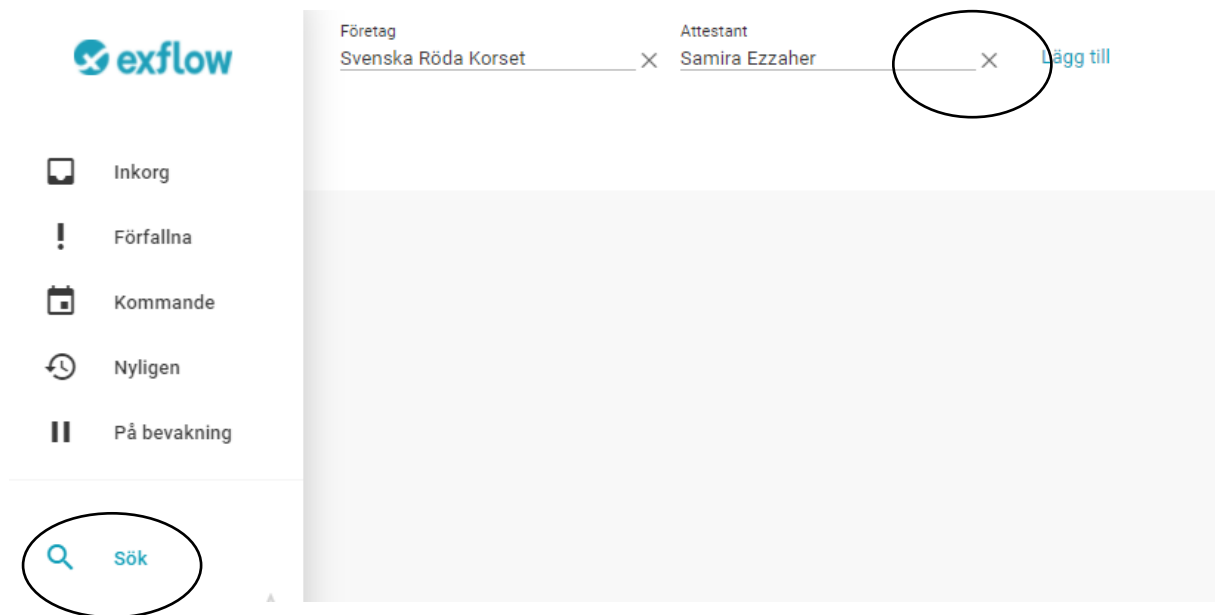 exflow
Företag
Attestant
Svenska Röda Korset
Samira Ezzaher
Lägg till
Inkorg
Förfallna
Kommande
Nyligen
På bevakning
Sök